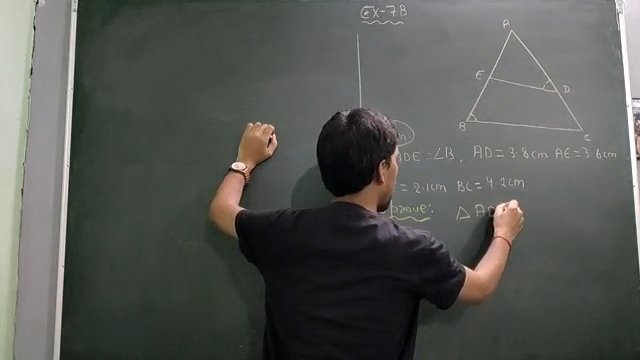 Ex-7B
A
E
D
B
C
DE = ∠B, AD = 3.8cm AE = 3.6cm
= 2.1cm BC = 4.2cm
prove: △ A